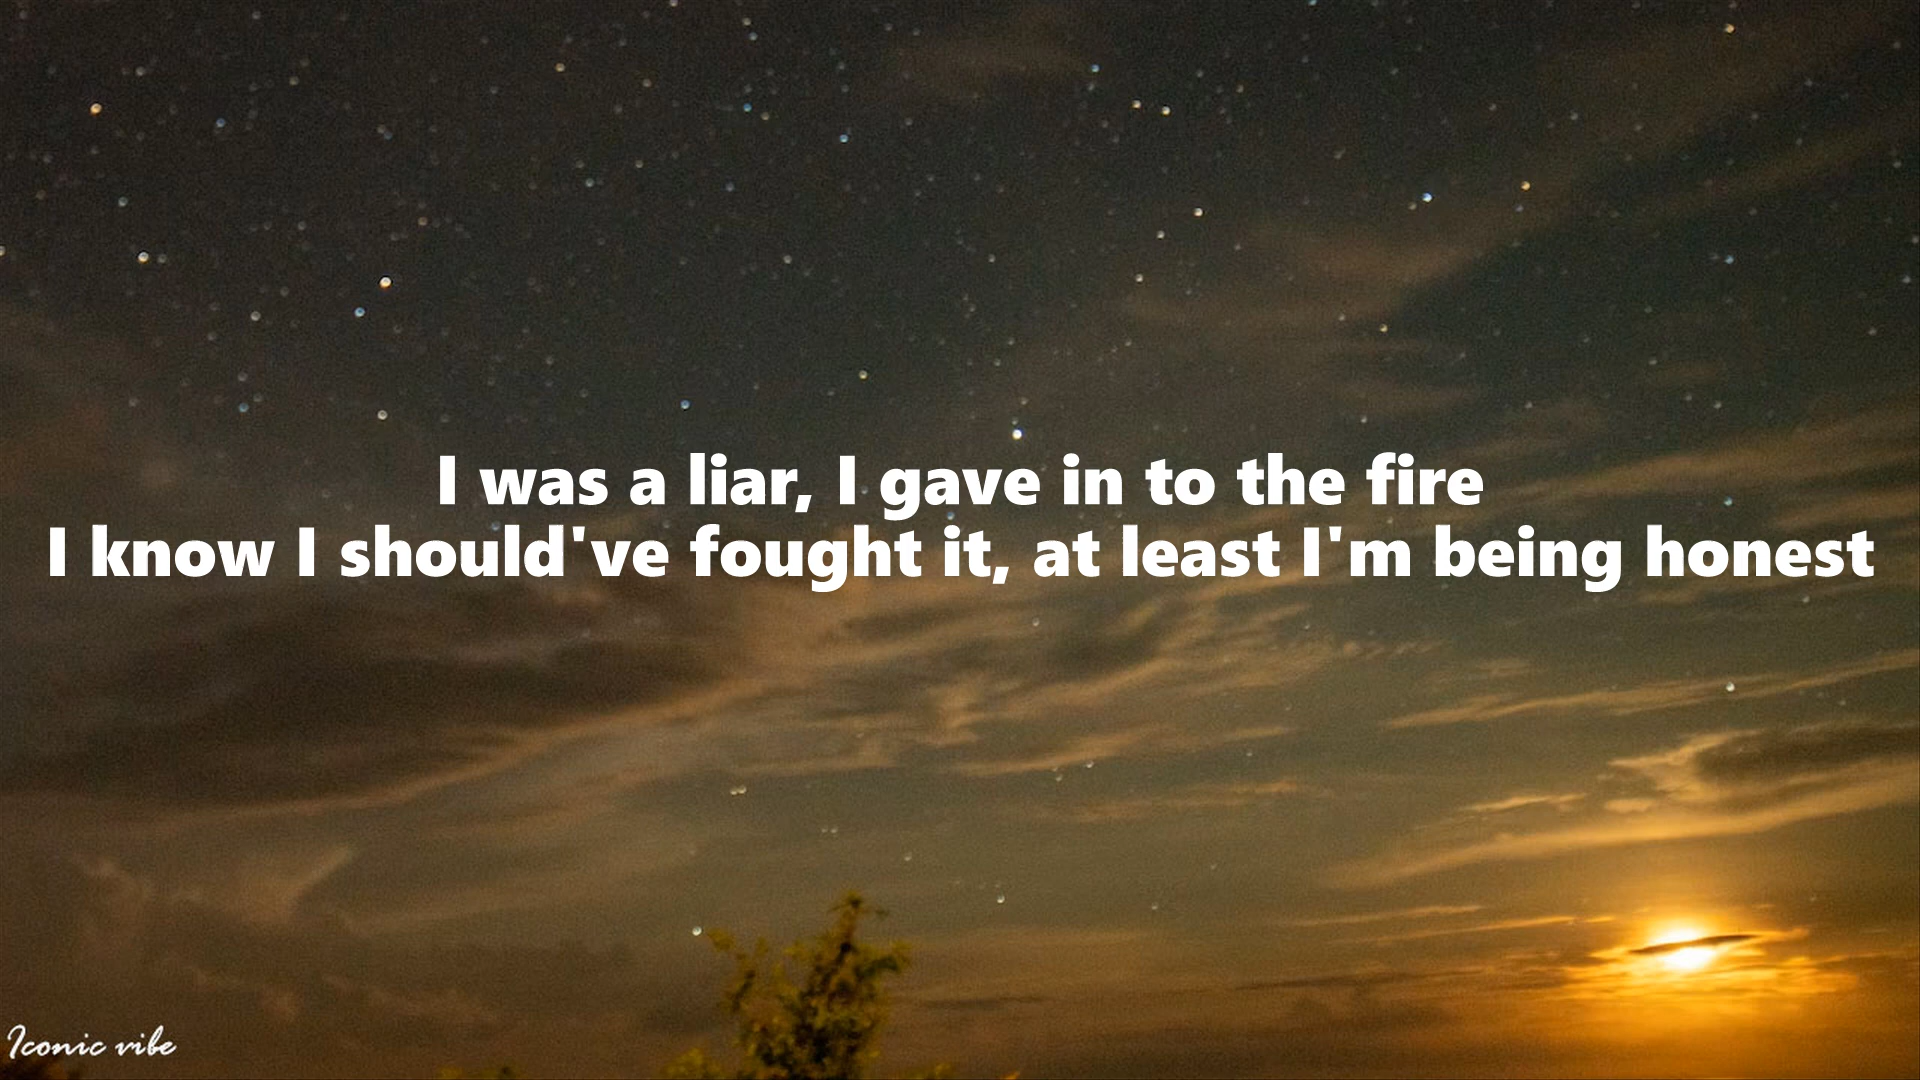 I was a liar, I gave in to the fire
I know I should've fought it, at least I'm being honest
Iconic vibe